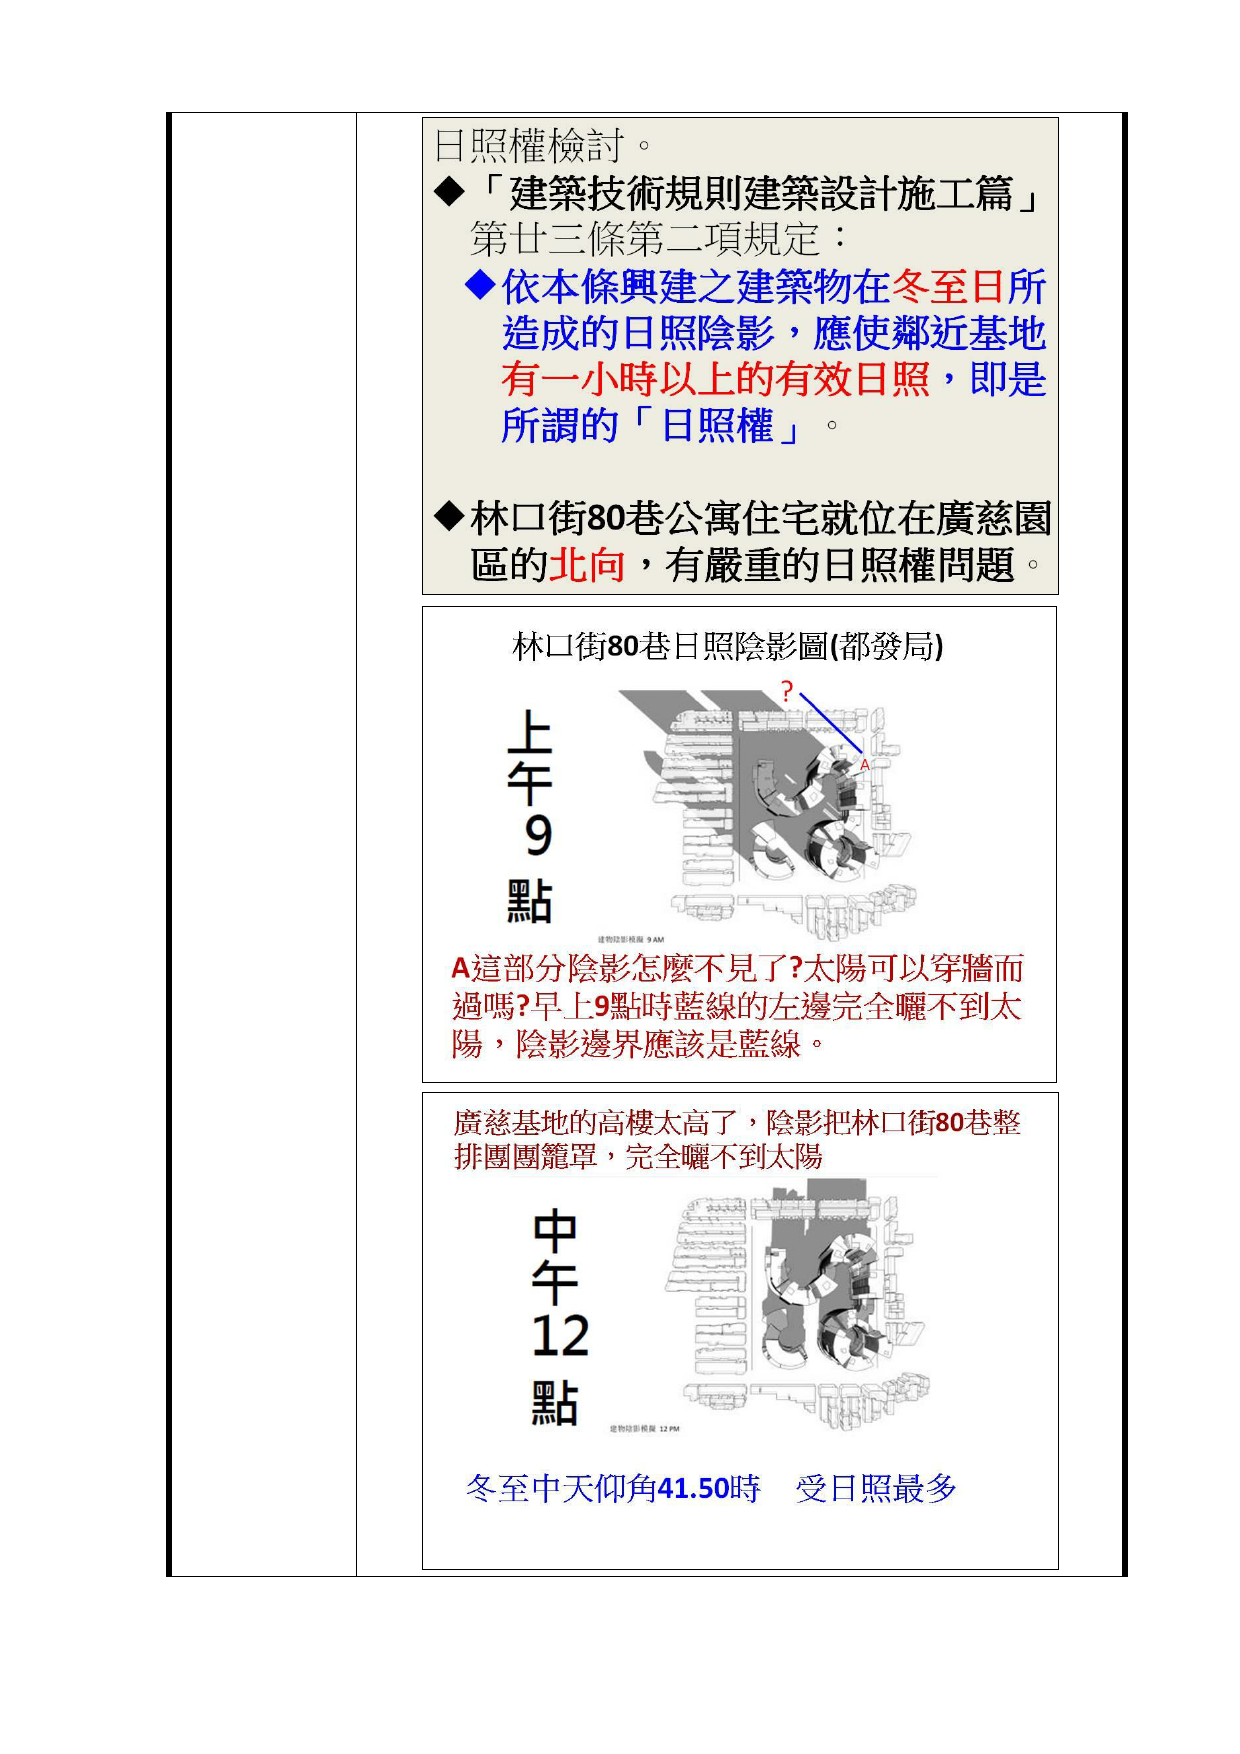 日照權檢討。
◆「建築技術規則建築設計施工篇」
第廿三條第二項規定：
◆依本條興建之建築物在冬至日所
造成的日照陰影，應使鄰近基地
有一小時以上的有效日照，即是
所謂的「日照權」。
◆林口街80巷公寓住宅就位在廣慈園
區的北向，有嚴重的日照權問題。
林口街80巷日照陰影圖(都發局)
?
A
上
午
9
點
建物陰影模擬 9 AM
A這部分陰影怎麼不見了?太陽可以穿牆而
過嗎?早上9點時藍線的左邊完全曬不到太
陽，陰影邊界應該是藍線。
廣慈基地的高樓太高了，陰影把林口街80巷整
排團團籠罩，完全曬不到太陽
中
午
12
點
建物陰影模擬 12 PM
冬至中天仰角41.50時 受日照最多